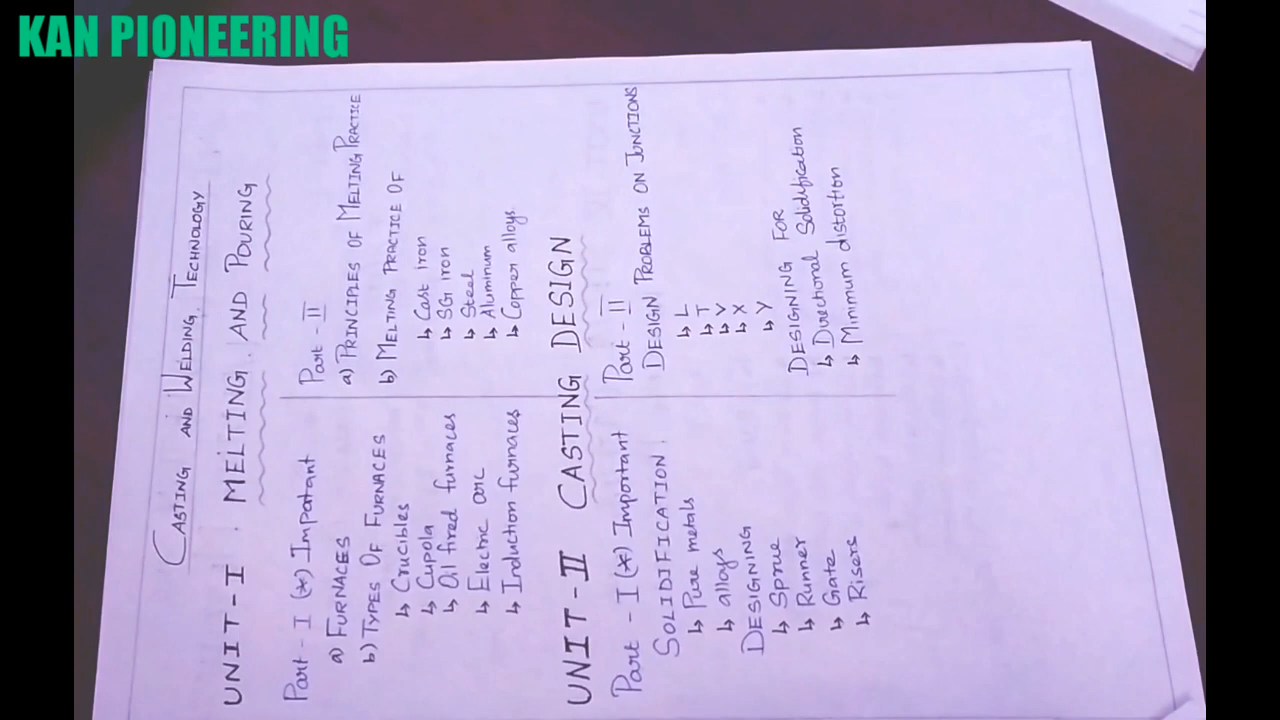 KAN PIONEERING
CASTING AND WELDING TECHNOLOGY
UNIT-I MELTING AND POURING
Part - I (*) Important
a) FURNACES
b) TYPES OF FURNACES
↳ Crucibles
↳ Cupola
↳ Oil fired furnaces
↳ Electric arc
↳ Induction furnaces
Part - II
a) PRINCIPLES OF MELTING PRACTICE
b) MELTING PRACTICE OF
↳ Cast iron
↳ SG iron
↳ Steel
↳ Aluminum
↳ Copper alloys
UNIT-II CASTING DESIGN
Part - I (*) Important
SOLIDIFICATION
↳ Pure metals
↳ alloys
DESIGNING
↳ Sprue
↳ Runner
↳ Gate
↳ Risers
Part - II
DESIGN PROBLEMS ON JUNCTIONS
↳ L
↳ T
↳ V
↳ X
↳ Y
DESIGNING FOR
↳ Directional Solidification
↳ Minimum distortion